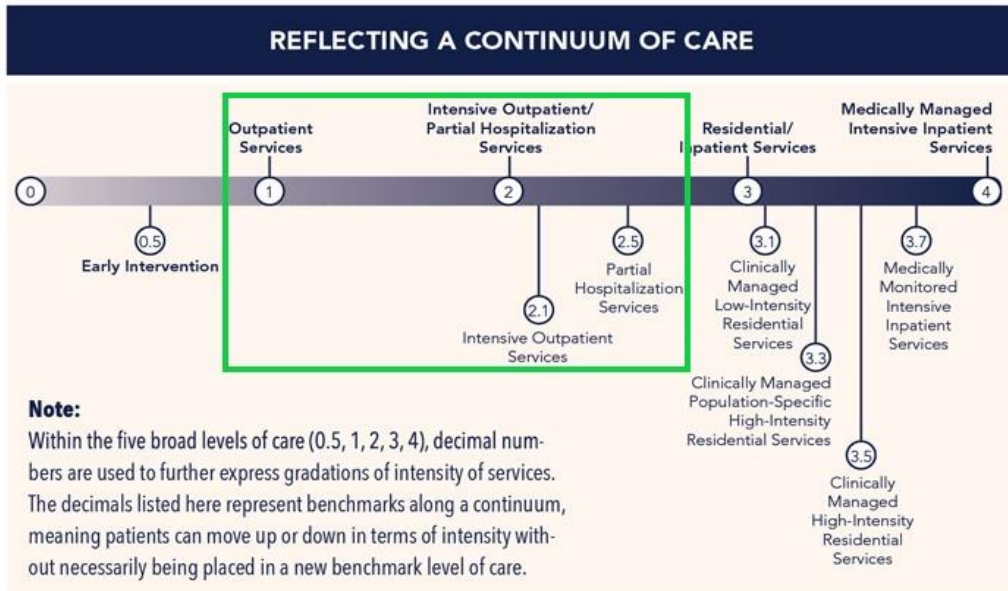 REFLECTING A CONTINUUM OF CARE
Outpatient
Services
Intensive Outpatient/
Partial Hospitalization
Services
Residential/
Inpatient Services
Medically Managed
Intensive Inpatient
Services
0
1
2
3
4
0.5
Early Intervention
2.1
Intensive Outpatient
Services
2.5
Partial
Hospitalization
Services
3.1
Clinically
Managed
Low-Intensity
Residential
Services
3.3
Clinically Managed
Population-Specific
High-Intensity
Residential Services
3.5
Clinically
Managed
High-Intensity
Residential
Services
3.7
Medically
Monitored
Intensive
Inpatient
Services
Note:
Within the five broad levels of care (0.5, 1, 2, 3, 4), decimal num-
bers are used to further express gradations of intensity of services.
The decimals listed here represent benchmarks along a continuum,
meaning patients can move up or down in terms of intensity with-
out necessarily being placed in a new benchmark level of care.